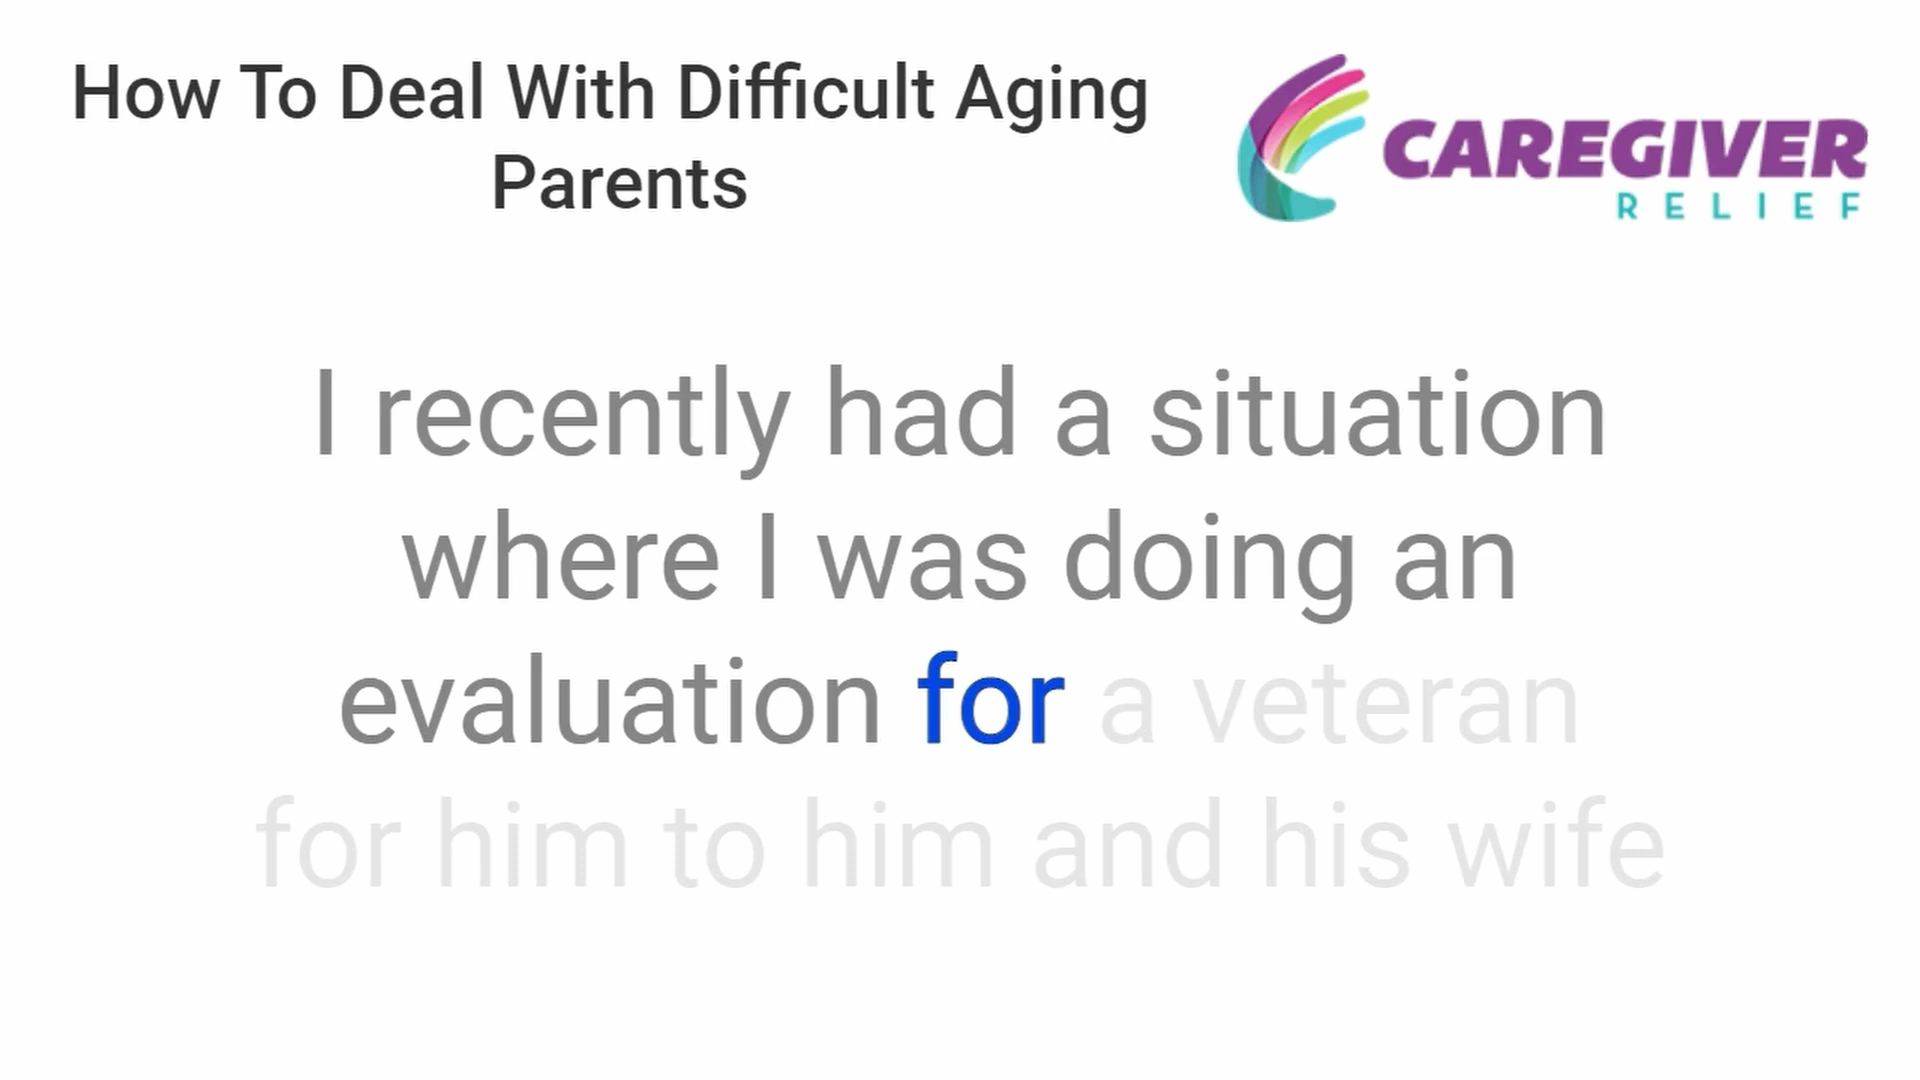 How To Deal With Difficult Aging
Parents
CAREGIVER
RELIEF
I recently had a situation
where I was doing an
evaluation for a veteran
for him to him and his wife